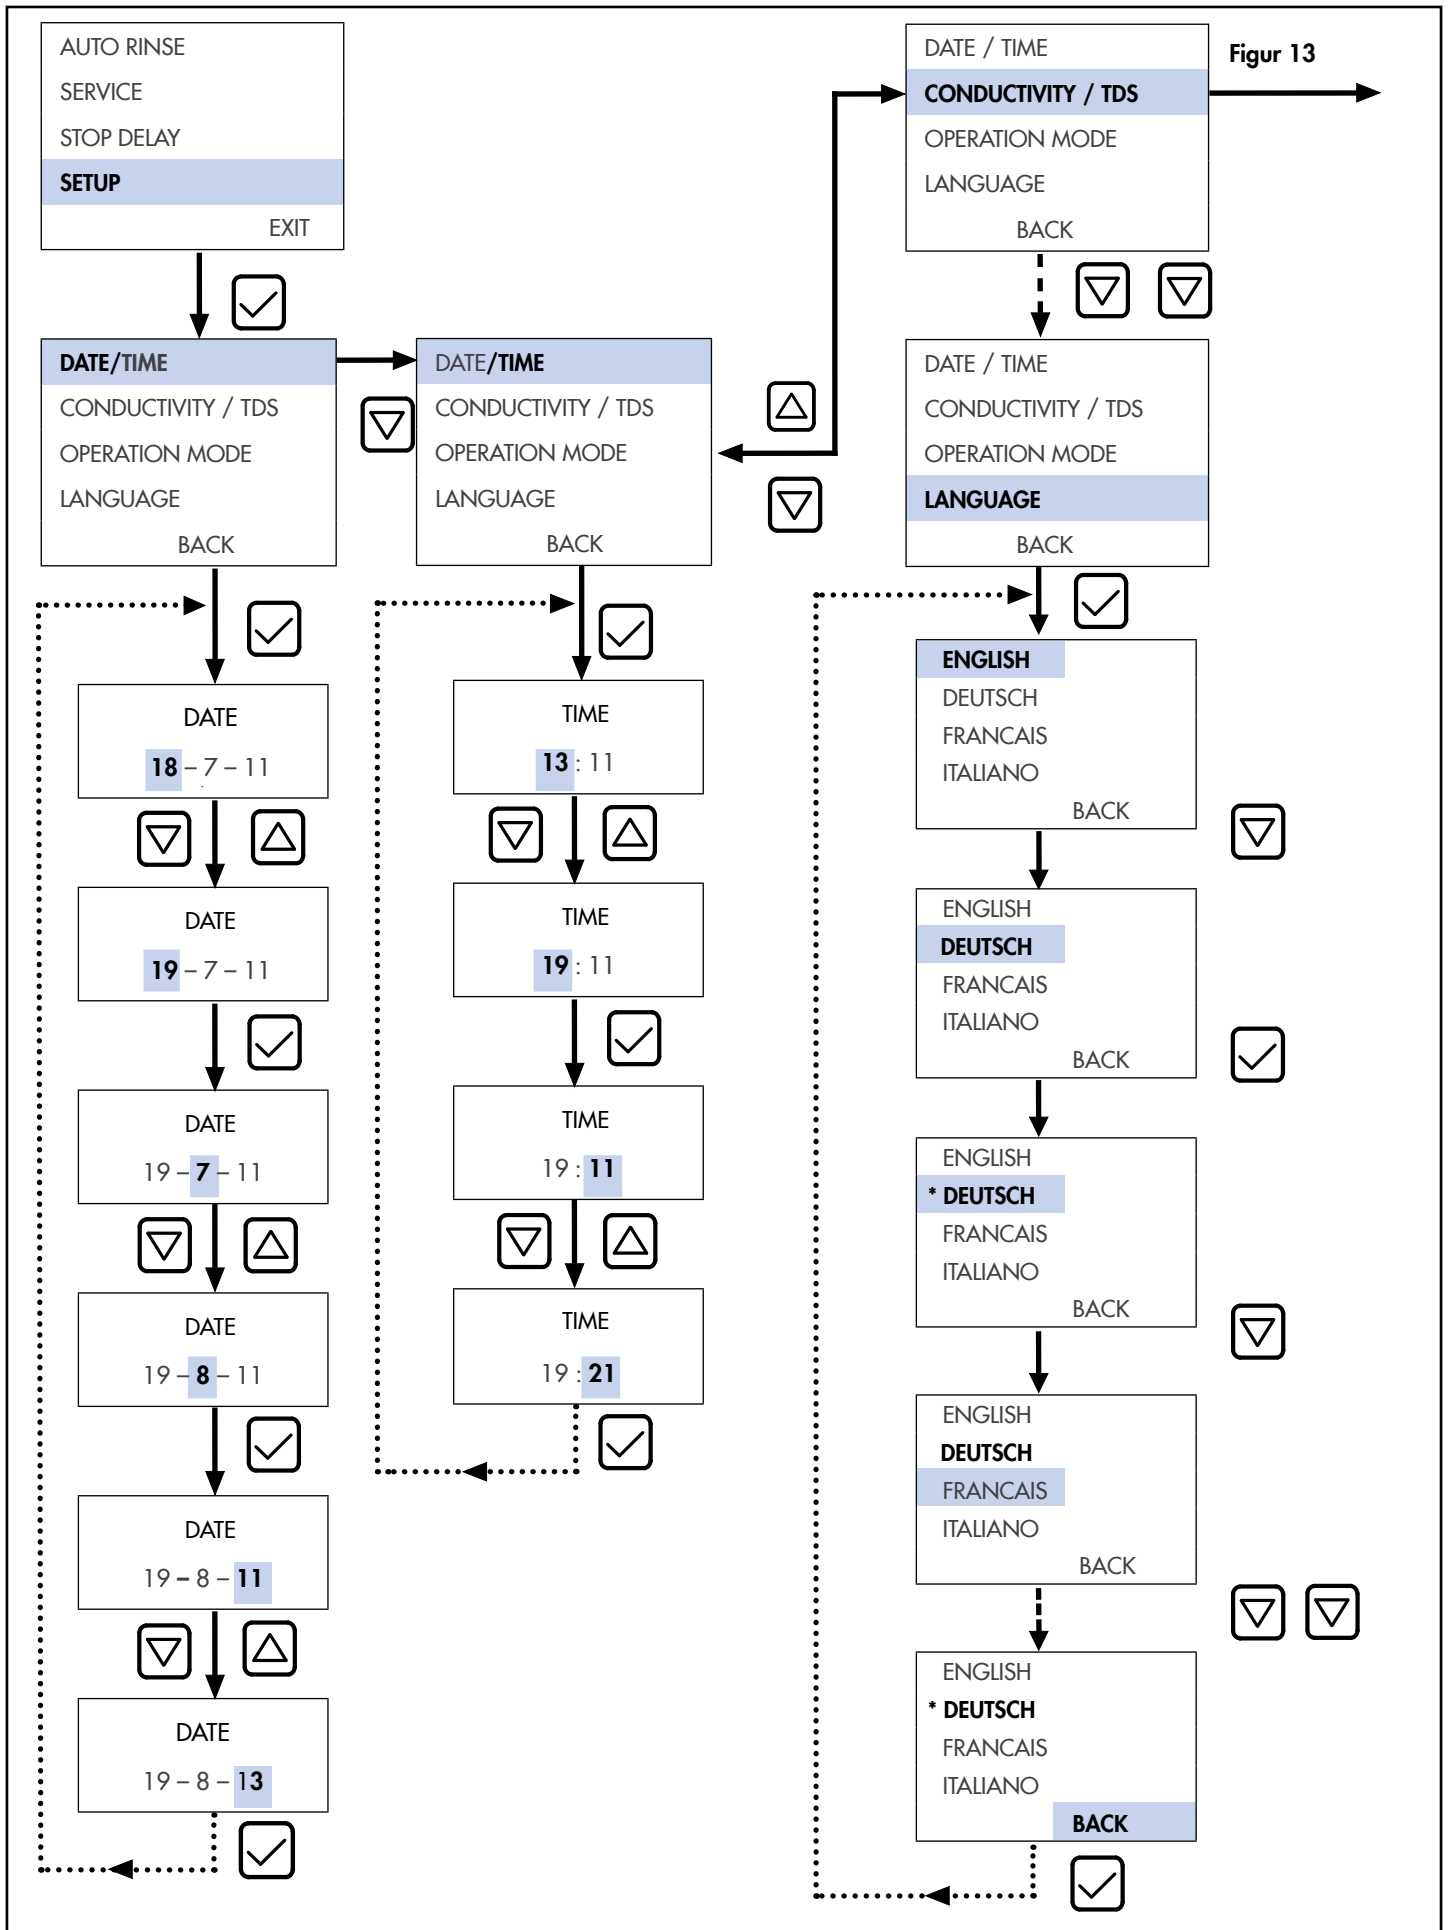 AUTO RINSE
SERVICE
STOP DELAY
SETUP
EXIT
DATE/TIME
CONDUCTIVITY / TDS
OPERATION MODE
LANGUAGE
BACK
DATE
18 – 7 – 11
DATE
19 – 7 – 11
DATE
19 – 7 – 11
DATE
19 – 8 – 11
DATE
19 – 8 – 11
DATE
19 – 8 – 13
DATE/TIME
CONDUCTIVITY / TDS
OPERATION MODE
LANGUAGE
BACK
TIME
13 : 11
TIME
19 : 11
TIME
19 : 11
TIME
19 : 21
DATE / TIME
CONDUCTIVITY / TDS
OPERATION MODE
LANGUAGE
BACK
Figur 13
DATE / TIME
CONDUCTIVITY / TDS
OPERATION MODE
LANGUAGE
BACK
ENGLISH
DEUTSCH
FRANCAIS
ITALIANO
BACK
ENGLISH
DEUTSCH
FRANCAIS
ITALIANO
BACK
ENGLISH
* DEUTSCH
FRANCAIS
ITALIANO
BACK
ENGLISH
DEUTSCH
FRANCAIS
ITALIANO
BACK
ENGLISH
* DEUTSCH
FRANCAIS
ITALIANO
BACK